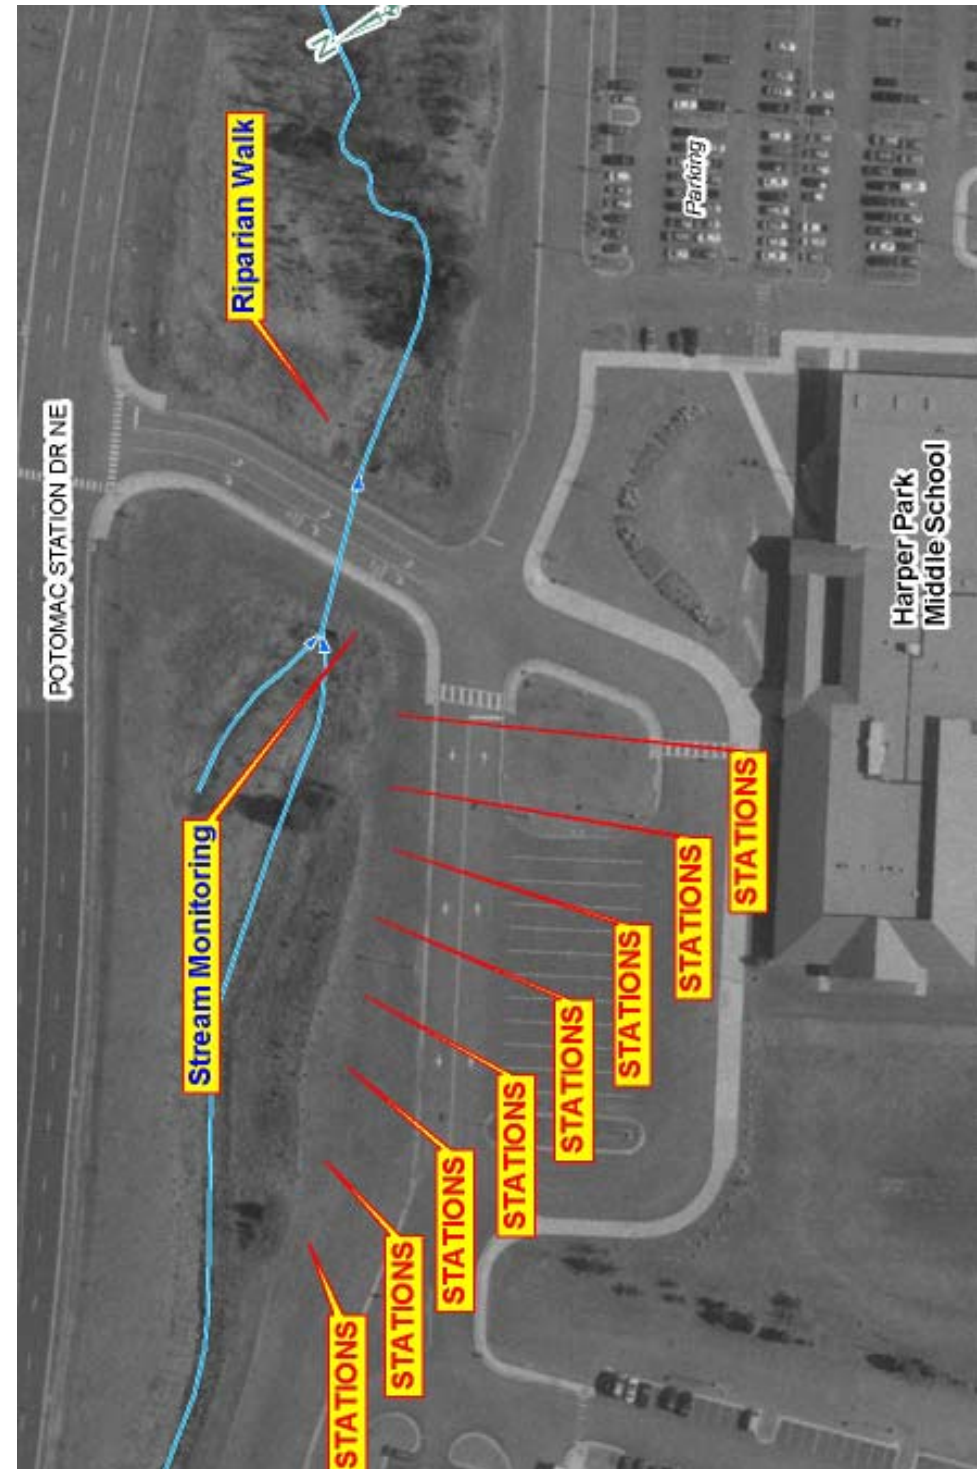 N
POTOMAC STATION DR NE
Riparian Walk
Parking
Stream Monitoring
Harper Park
Middle School
STATIONS
STATIONS
STATIONS
STATIONS
STATIONS
STATIONS
STATIONS
STATIONS